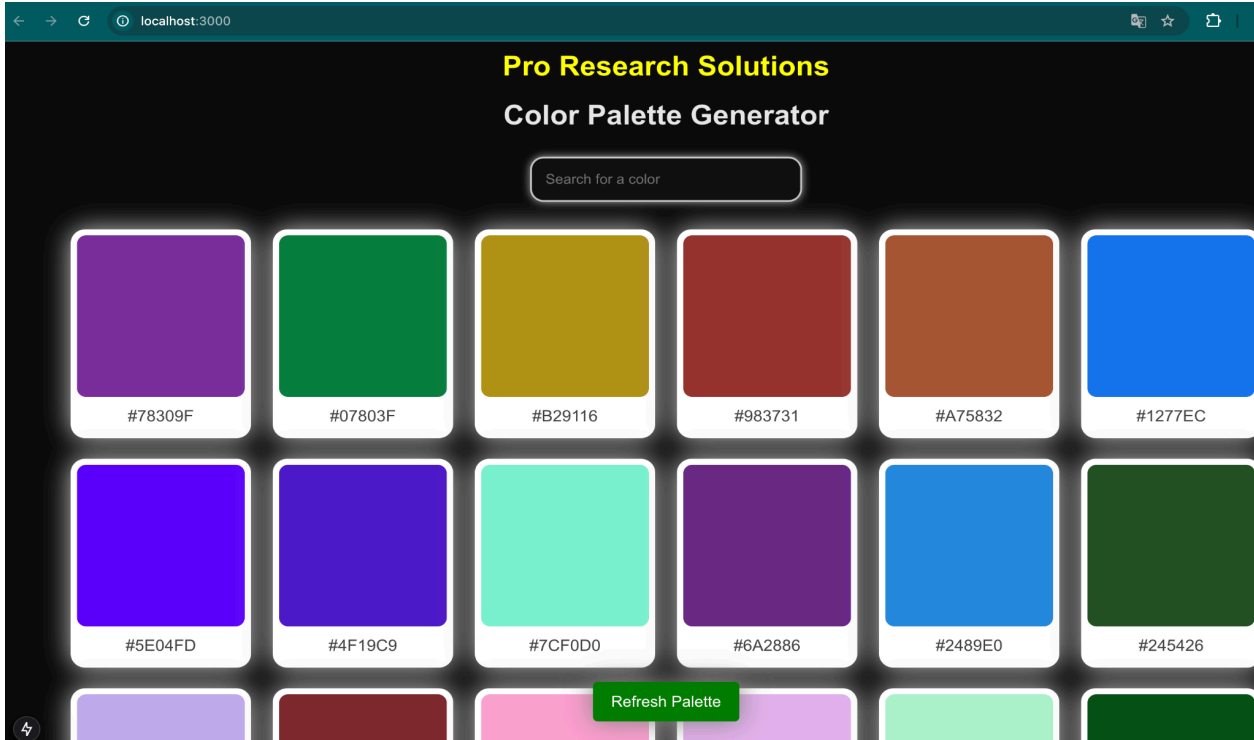 localhost:3000
Pro Research Solutions
Color Palette Generator
Search for a color
#78309F #07803F #B29116 #983731 #A75832 #1277EC
#5E04FD #4F19C9 #7CF0D0 #6A2886 #2489E0 #245426
Refresh Palette